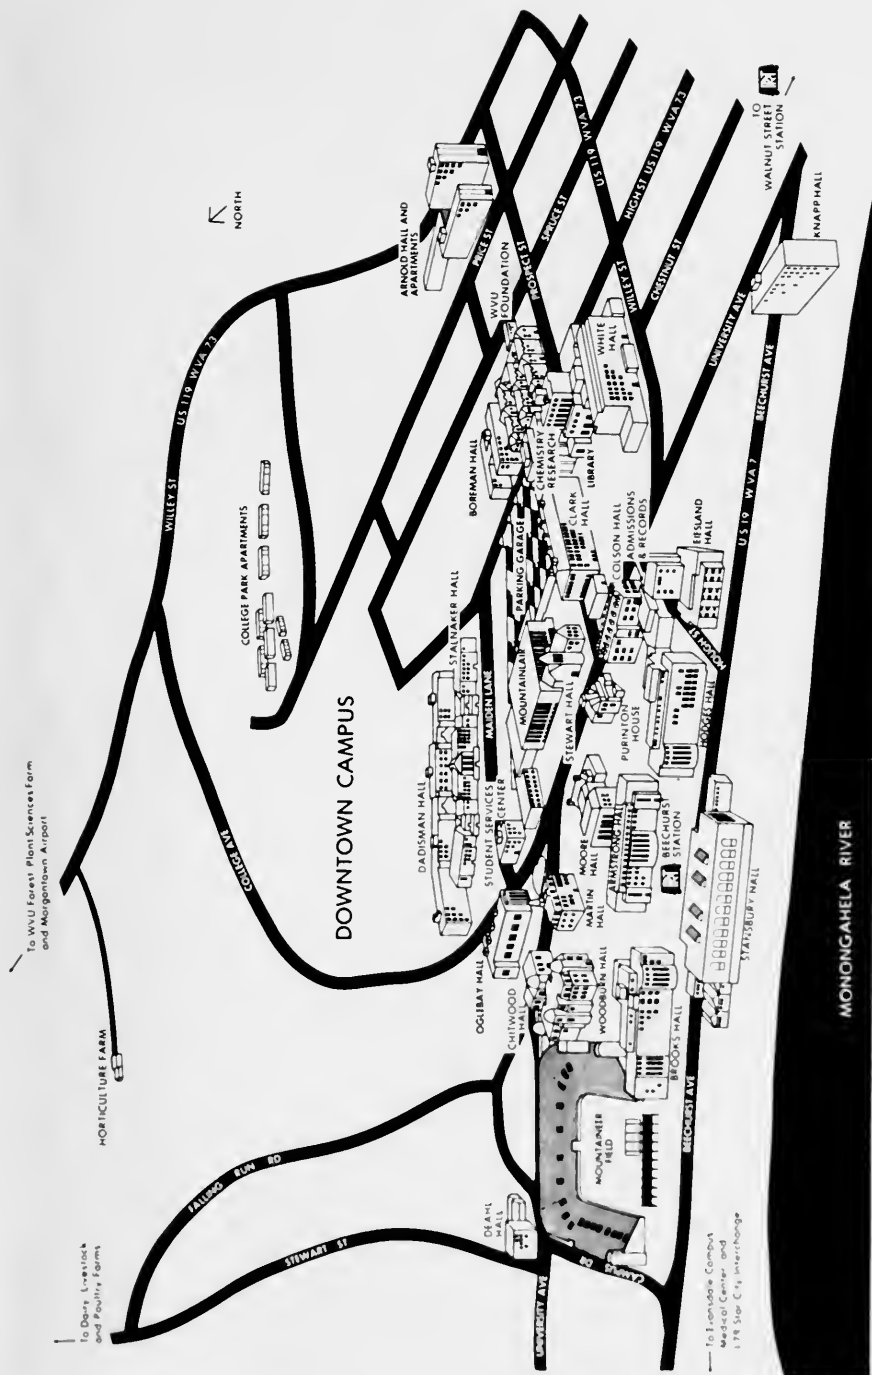 To WVU Forest Plant Sciences Farm
and Morgantown Airport
To Dairy Livestock
and Poultry Farms
HORTICULTURE FARM
FALLING RUN RD
STEWART ST
COLLEGE AVE
WILLEY ST
US 119 WVA 73
NORTH
COLLEGE PARK APARTMENTS
DOWNTOWN CAMPUS
ARNOLD HALL AND
APARTMENTS
PRICE ST
PROSPECT ST
SPRUCE ST
US 119 WVA 73
HIGH ST US 119 WVA 73
WILLEY ST
CHESTNUT ST
TO
WALNUT STREET
STATION
WVU
FOUNDATION
BOREMAN HALL
DADISMAN HALL
STALNAKER HALL
MAIDEN LANE
STUDENT SERVICES
CENTER
PARKING GARAGE
MOUNTAINLAIR
CHEMISTRY
RESEARCH
LIBRARY
WHITE
HALL
CLARK
HALL
STEWART HALL
COLSON HALL
ADMISSIONS
& RECORDS
EIESLAND
HALL
HOUGH ST
PURINTON
HOUSE
HODGES HALL
OGLEBAY HALL
CHITWOOD
HALL
MARTIN
HALL
MOORE
HALL
ARMSTRONG HALL
BEECHURST
STATION
WOODBURN HALL
BROOKS HALL
STANSBURY HALL
DEAHL
HALL
MOUNTAINEER
FIELD
UNIVERSITY AVE
CAMPUS DR
BEECHURST AVE
UNIVERSITY AVE
KNAPP HALL
US 19 WVA 7
BEECHURST AVE
To Evansdale Campus
Medical Center and
I 79 Star City Interchange
MONONGAHELA RIVER